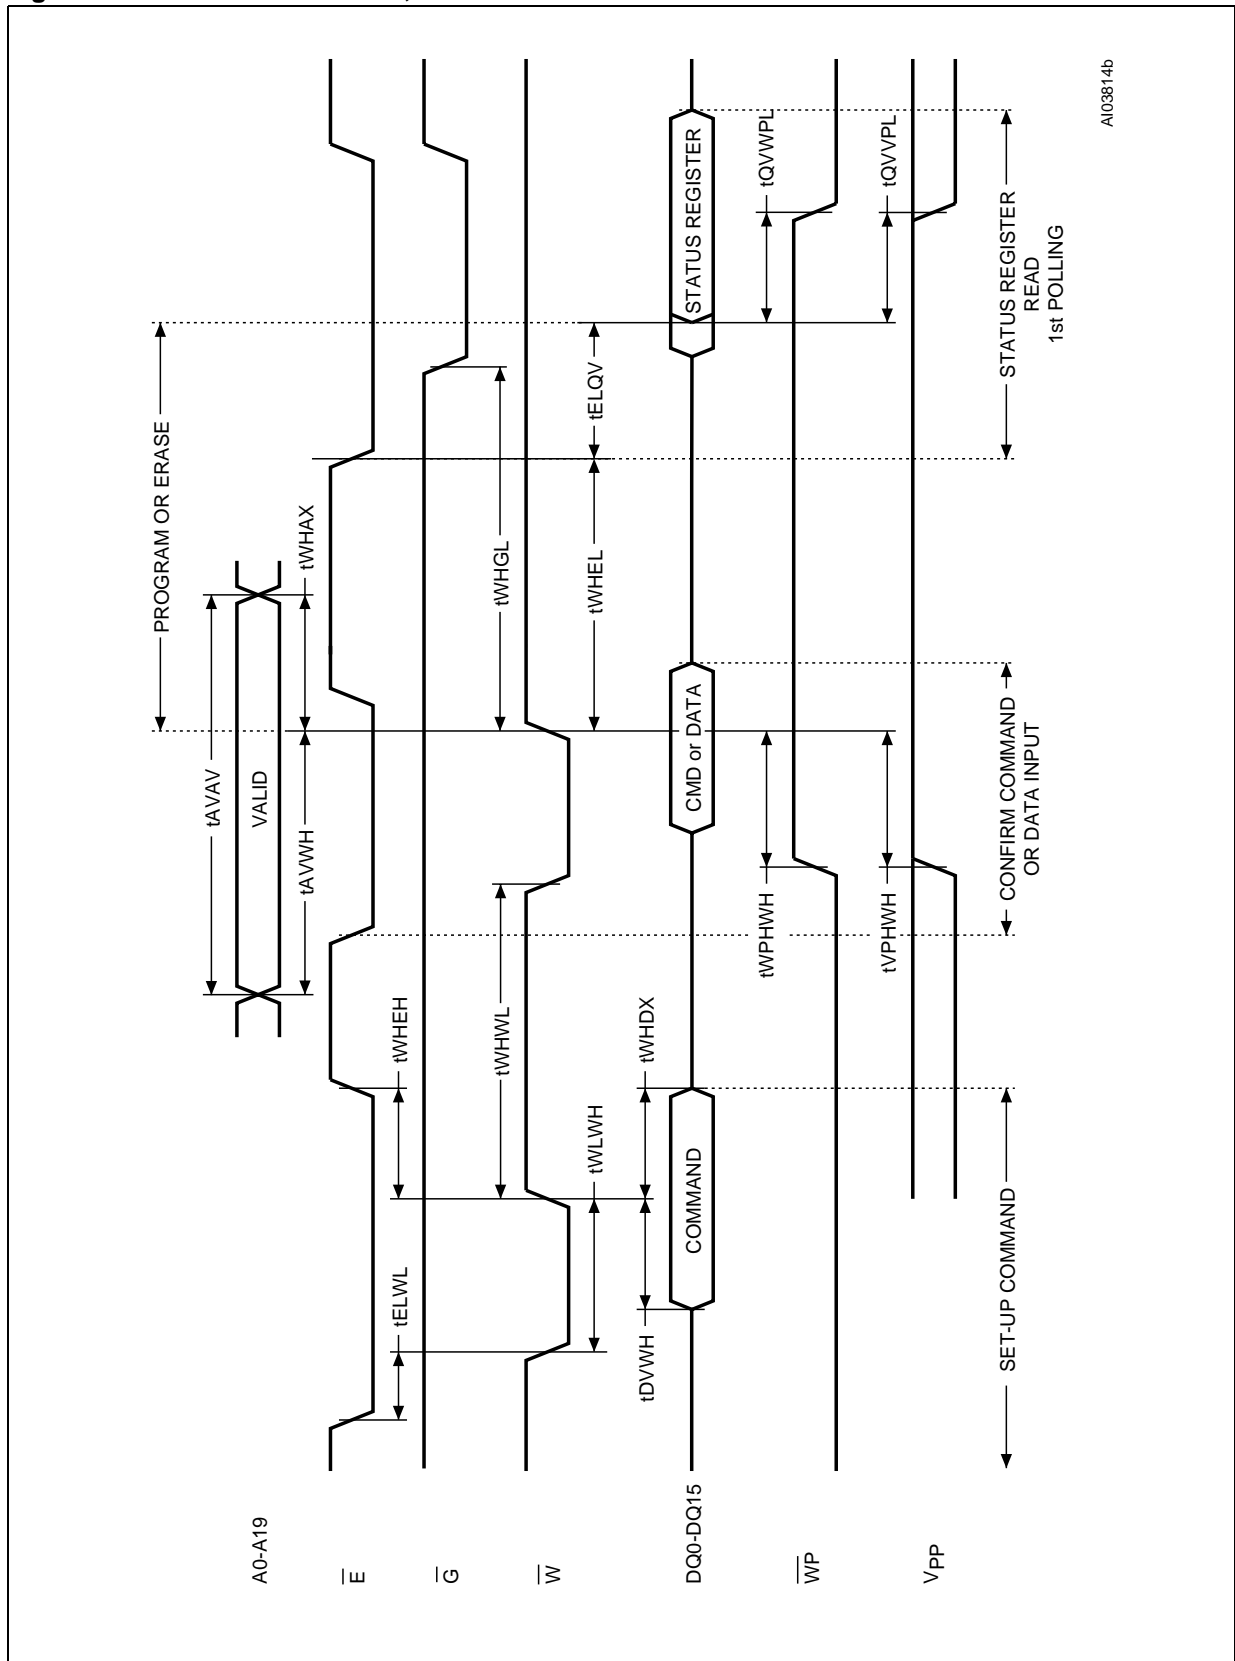 PROGRAM OR ERASE
tAVAV
A0-A19
VALID
tAVWH
tWHAX
E
tELWL
tWHEH
G
tWHWL
tWHGL
W
tWLWH
tWHEL
tELQV
tDVWH
tWHDX
DQ0-DQ15
COMMAND
CMD or DATA
STATUS REGISTER
tWPHWH
tQVWPL
WP
tVPHWH
tQVVPL
VPP
SET-UP COMMAND
CONFIRM COMMAND
OR DATA INPUT
STATUS REGISTER
READ
1st POLLING
AI03814b